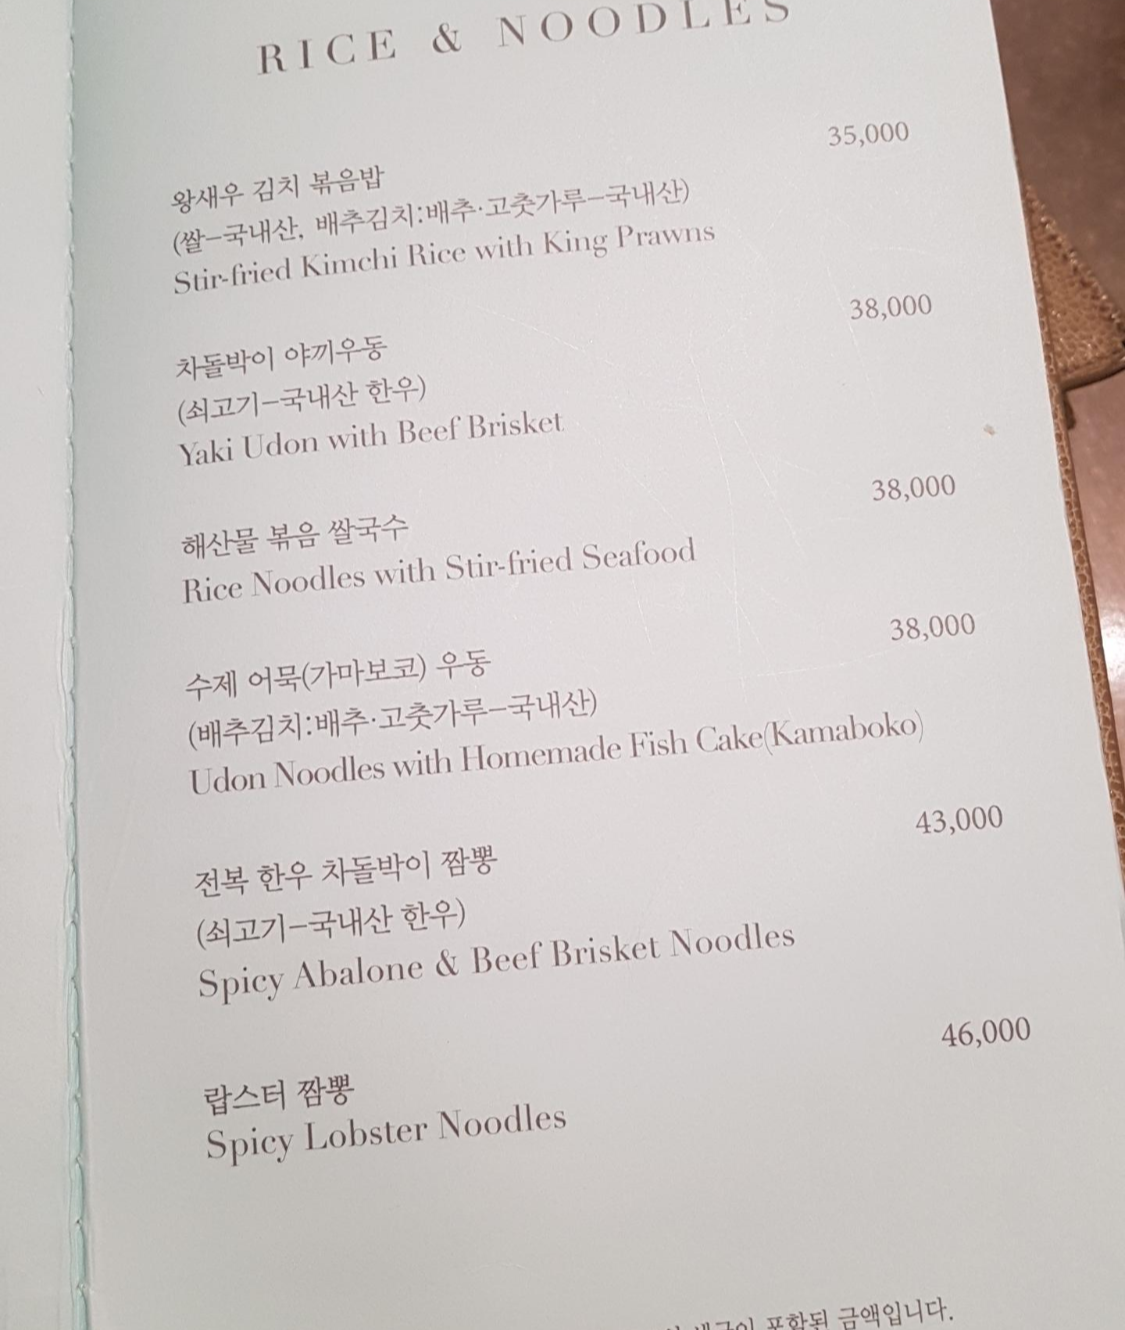 RICE & NOODLES
35,000
왕새우 김치 볶음밥
(쌀-국내산, 배추김치:배추·고춧가루-국내산)
Stir-fried Kimchi Rice with King Prawns
38,000
차돌박이 야끼우동
(쇠고기-국내산 한우)
Yaki Udon with Beef Brisket
38,000
해산물 볶음 쌀국수
Rice Noodles with Stir-fried Seafood
38,000
수제 어묵(가마보코) 우동
(배추김치:배추·고춧가루-국내산)
Udon Noodles with Homemade Fish Cake(Kamaboko)
43,000
전복 한우 차돌박이 짬뽕
(쇠고기-국내산 한우)
Spicy Abalone & Beef Brisket Noodles
46,000
랍스터 짬뽕
Spicy Lobster Noodles
포함된 금액입니다.